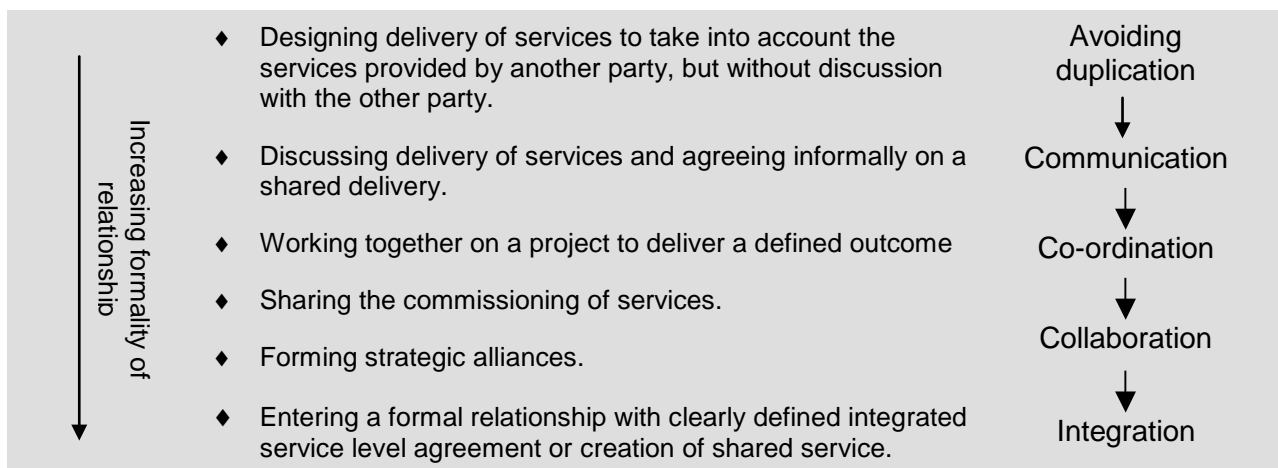 Increasing formality of
relationship
♦ Designing delivery of services to take into account the
services provided by another party, but without discussion
with the other party.
♦ Discussing delivery of services and agreeing informally on a
shared delivery.
♦ Working together on a project to deliver a defined outcome
♦ Sharing the commissioning of services.
♦ Forming strategic alliances.
♦ Entering a formal relationship with clearly defined integrated
service level agreement or creation of shared service.
Avoiding
duplication
Communication
Co-ordination
Collaboration
Integration